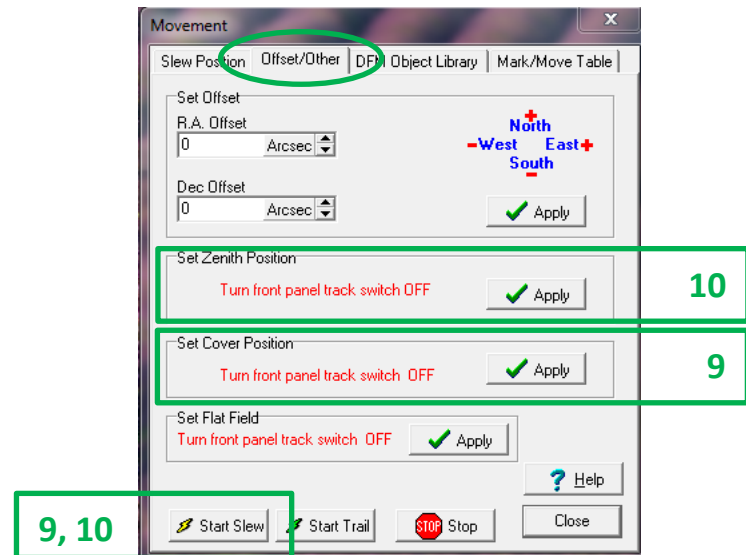 Movement
Slew Position Offset/Other DFM Object Library Mark/Move Table
Set Offset
R.A. Offset
0 Arcsec
North
West East
South
Dec Offset
0 Arcsec
Apply
Set Zenith Position
Turn front panel track switch OFF
Apply
10
Set Cover Position
Turn front panel track switch OFF
Apply
9
Set Flat Field
Turn front panel track switch OFF
Apply
Help
9, 10
Start Slew
Start Trail
STOP Stop
Close